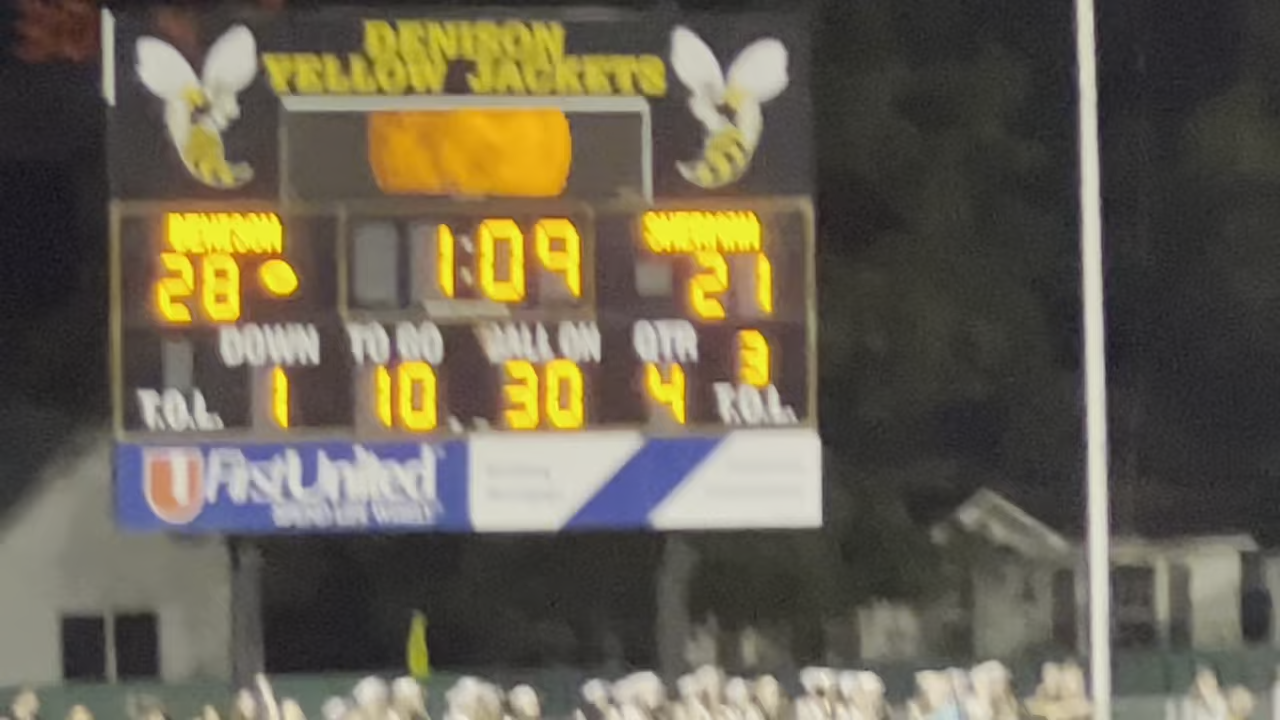 DENISON
YELLOW JACKETS
DENISON 1:09 SHERMAN
28 21
DOWN TO GO BALL ON QTR 3
T.O.L. 1 10 30 4 T.O.L.
FirstUnited